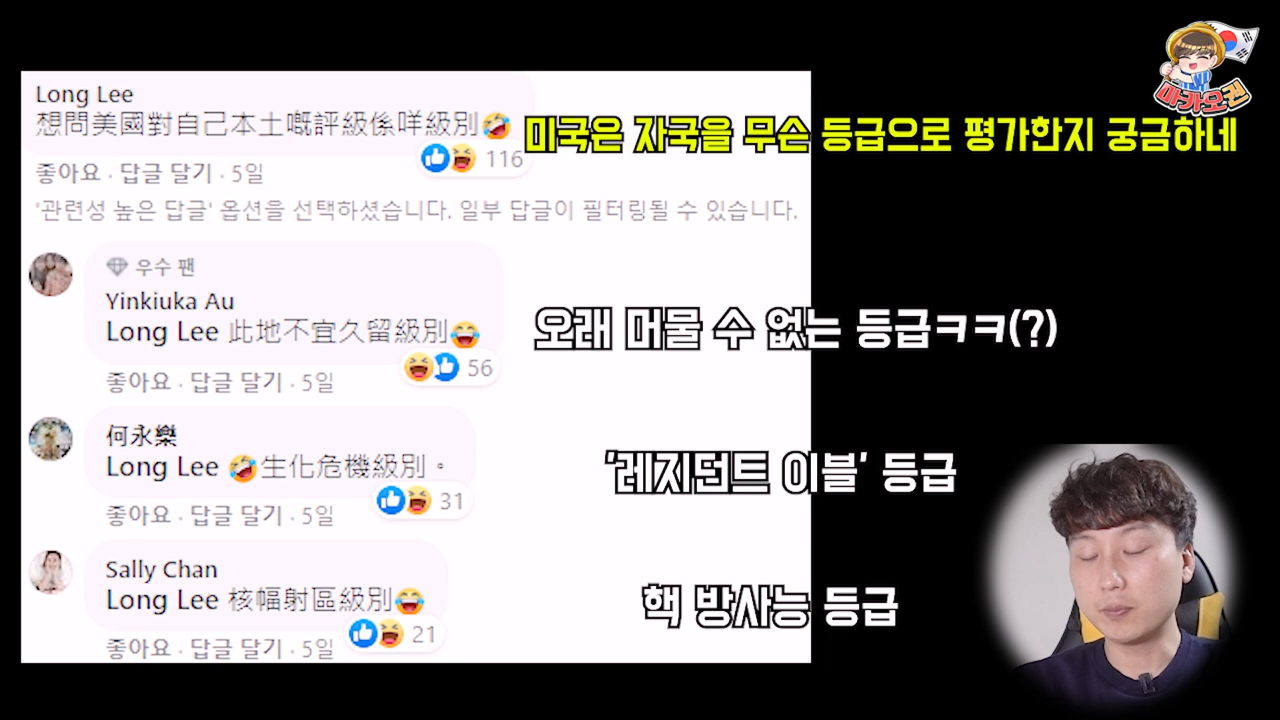 마카모권
Long Lee
想問美國對自己本土嘅評級係咩級別🤣
미국은 자국을 무슨 등급으로 평가한지 궁금하네
116
좋아요 · 답글 달기 · 5일
'관련성 높은 답글' 옵션을 선택하셨습니다. 일부 답글이 필터링될 수 있습니다.
우수 팬
Yinkiuka Au
Long Lee 此地不宜久留級別😂
오래 머물 수 없는 등급ㅋㅋ(?)
56
좋아요 · 답글 달기 · 5일
何永樂
Long Lee 🤣生化危機級別。
'레지던트 이블' 등급
31
좋아요 · 답글 달기 · 5일
Sally Chan
Long Lee 核幅射區級別😂
핵 방사능 등급
21
좋아요 · 답글 달기 · 5일